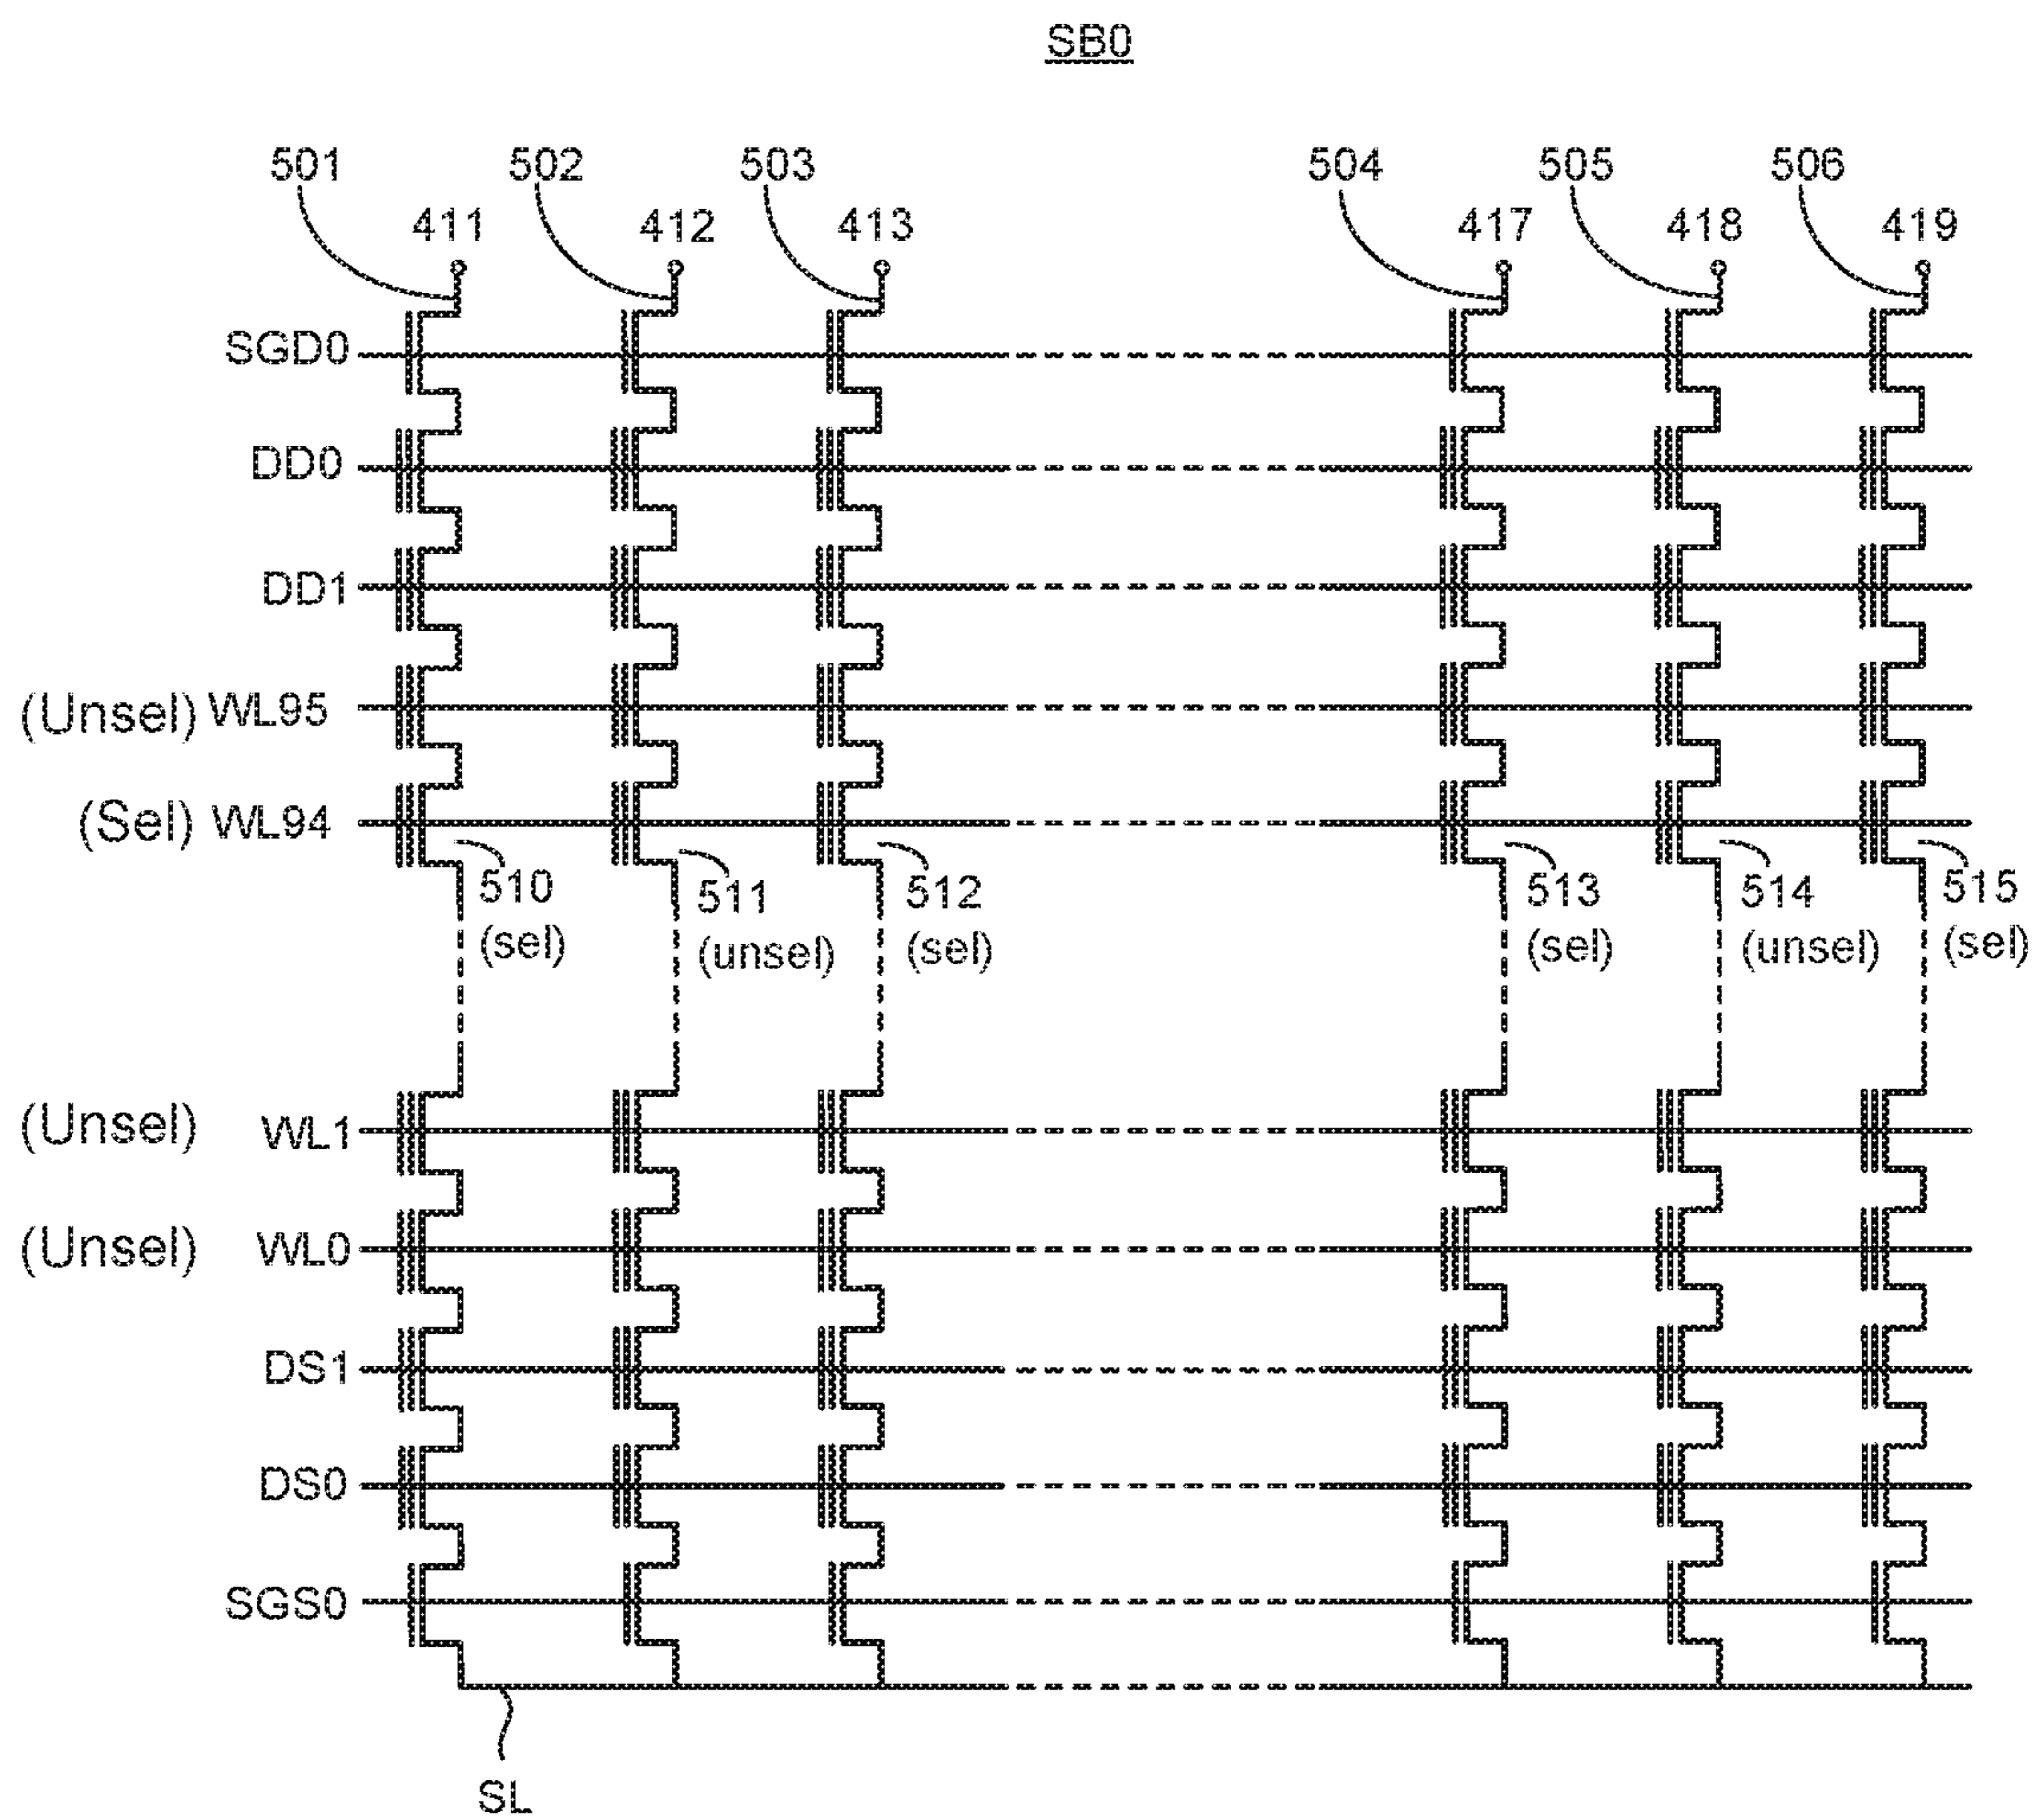 SB0
501 502 503 504 505 506
411 412 413 417 418 419
SGD0
DD0
DD1
(Unsel) WL95
(Sel) WL94
510 511 512 513 514 515
(sel) (unsel) (sel) (sel) (unsel) (sel)
(Unsel) WL1
(Unsel) WL0
DS1
DS0
SGS0
SL